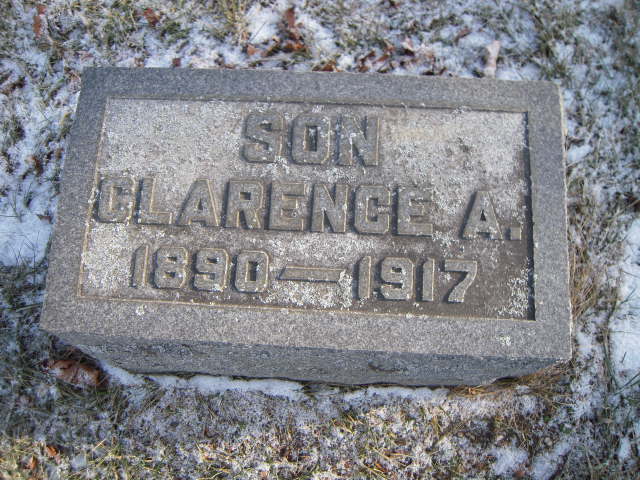 SON
CLARENCE A.
1890 — 1917